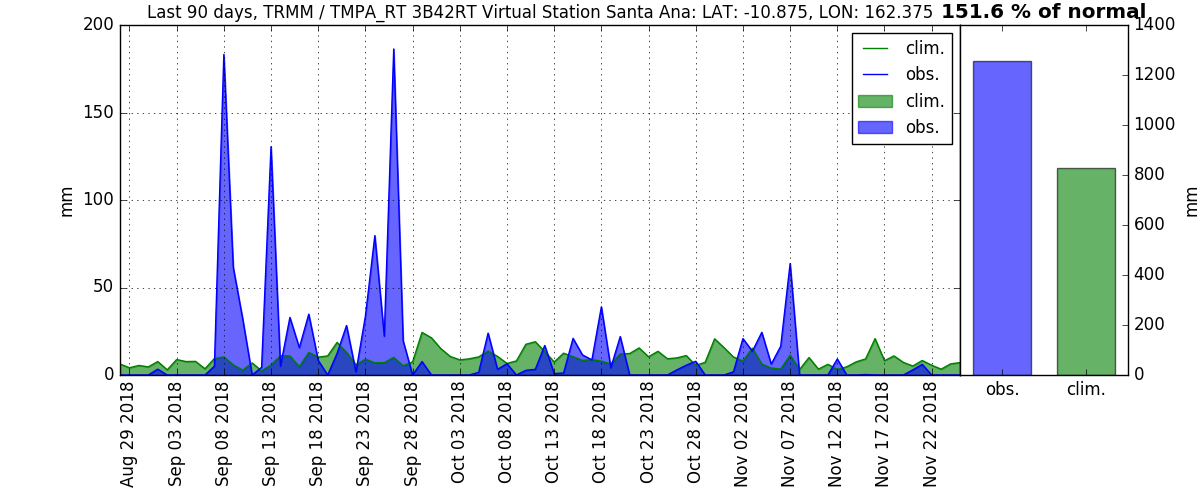 Last 90 days, TRMM / TMPA_RT 3B42RT Virtual Station Santa Ana: LAT: -10.875, LON: 162.375 151.6 % of normal
200
150
100
50
0
mm
clim.
obs.
clim.
obs.
1400
1200
1000
800
600
400
200
0
mm
obs.
clim.
Aug 29 2018
Sep 03 2018
Sep 08 2018
Sep 13 2018
Sep 18 2018
Sep 23 2018
Sep 28 2018
Oct 03 2018
Oct 08 2018
Oct 13 2018
Oct 18 2018
Oct 23 2018
Oct 28 2018
Nov 02 2018
Nov 07 2018
Nov 12 2018
Nov 17 2018
Nov 22 2018